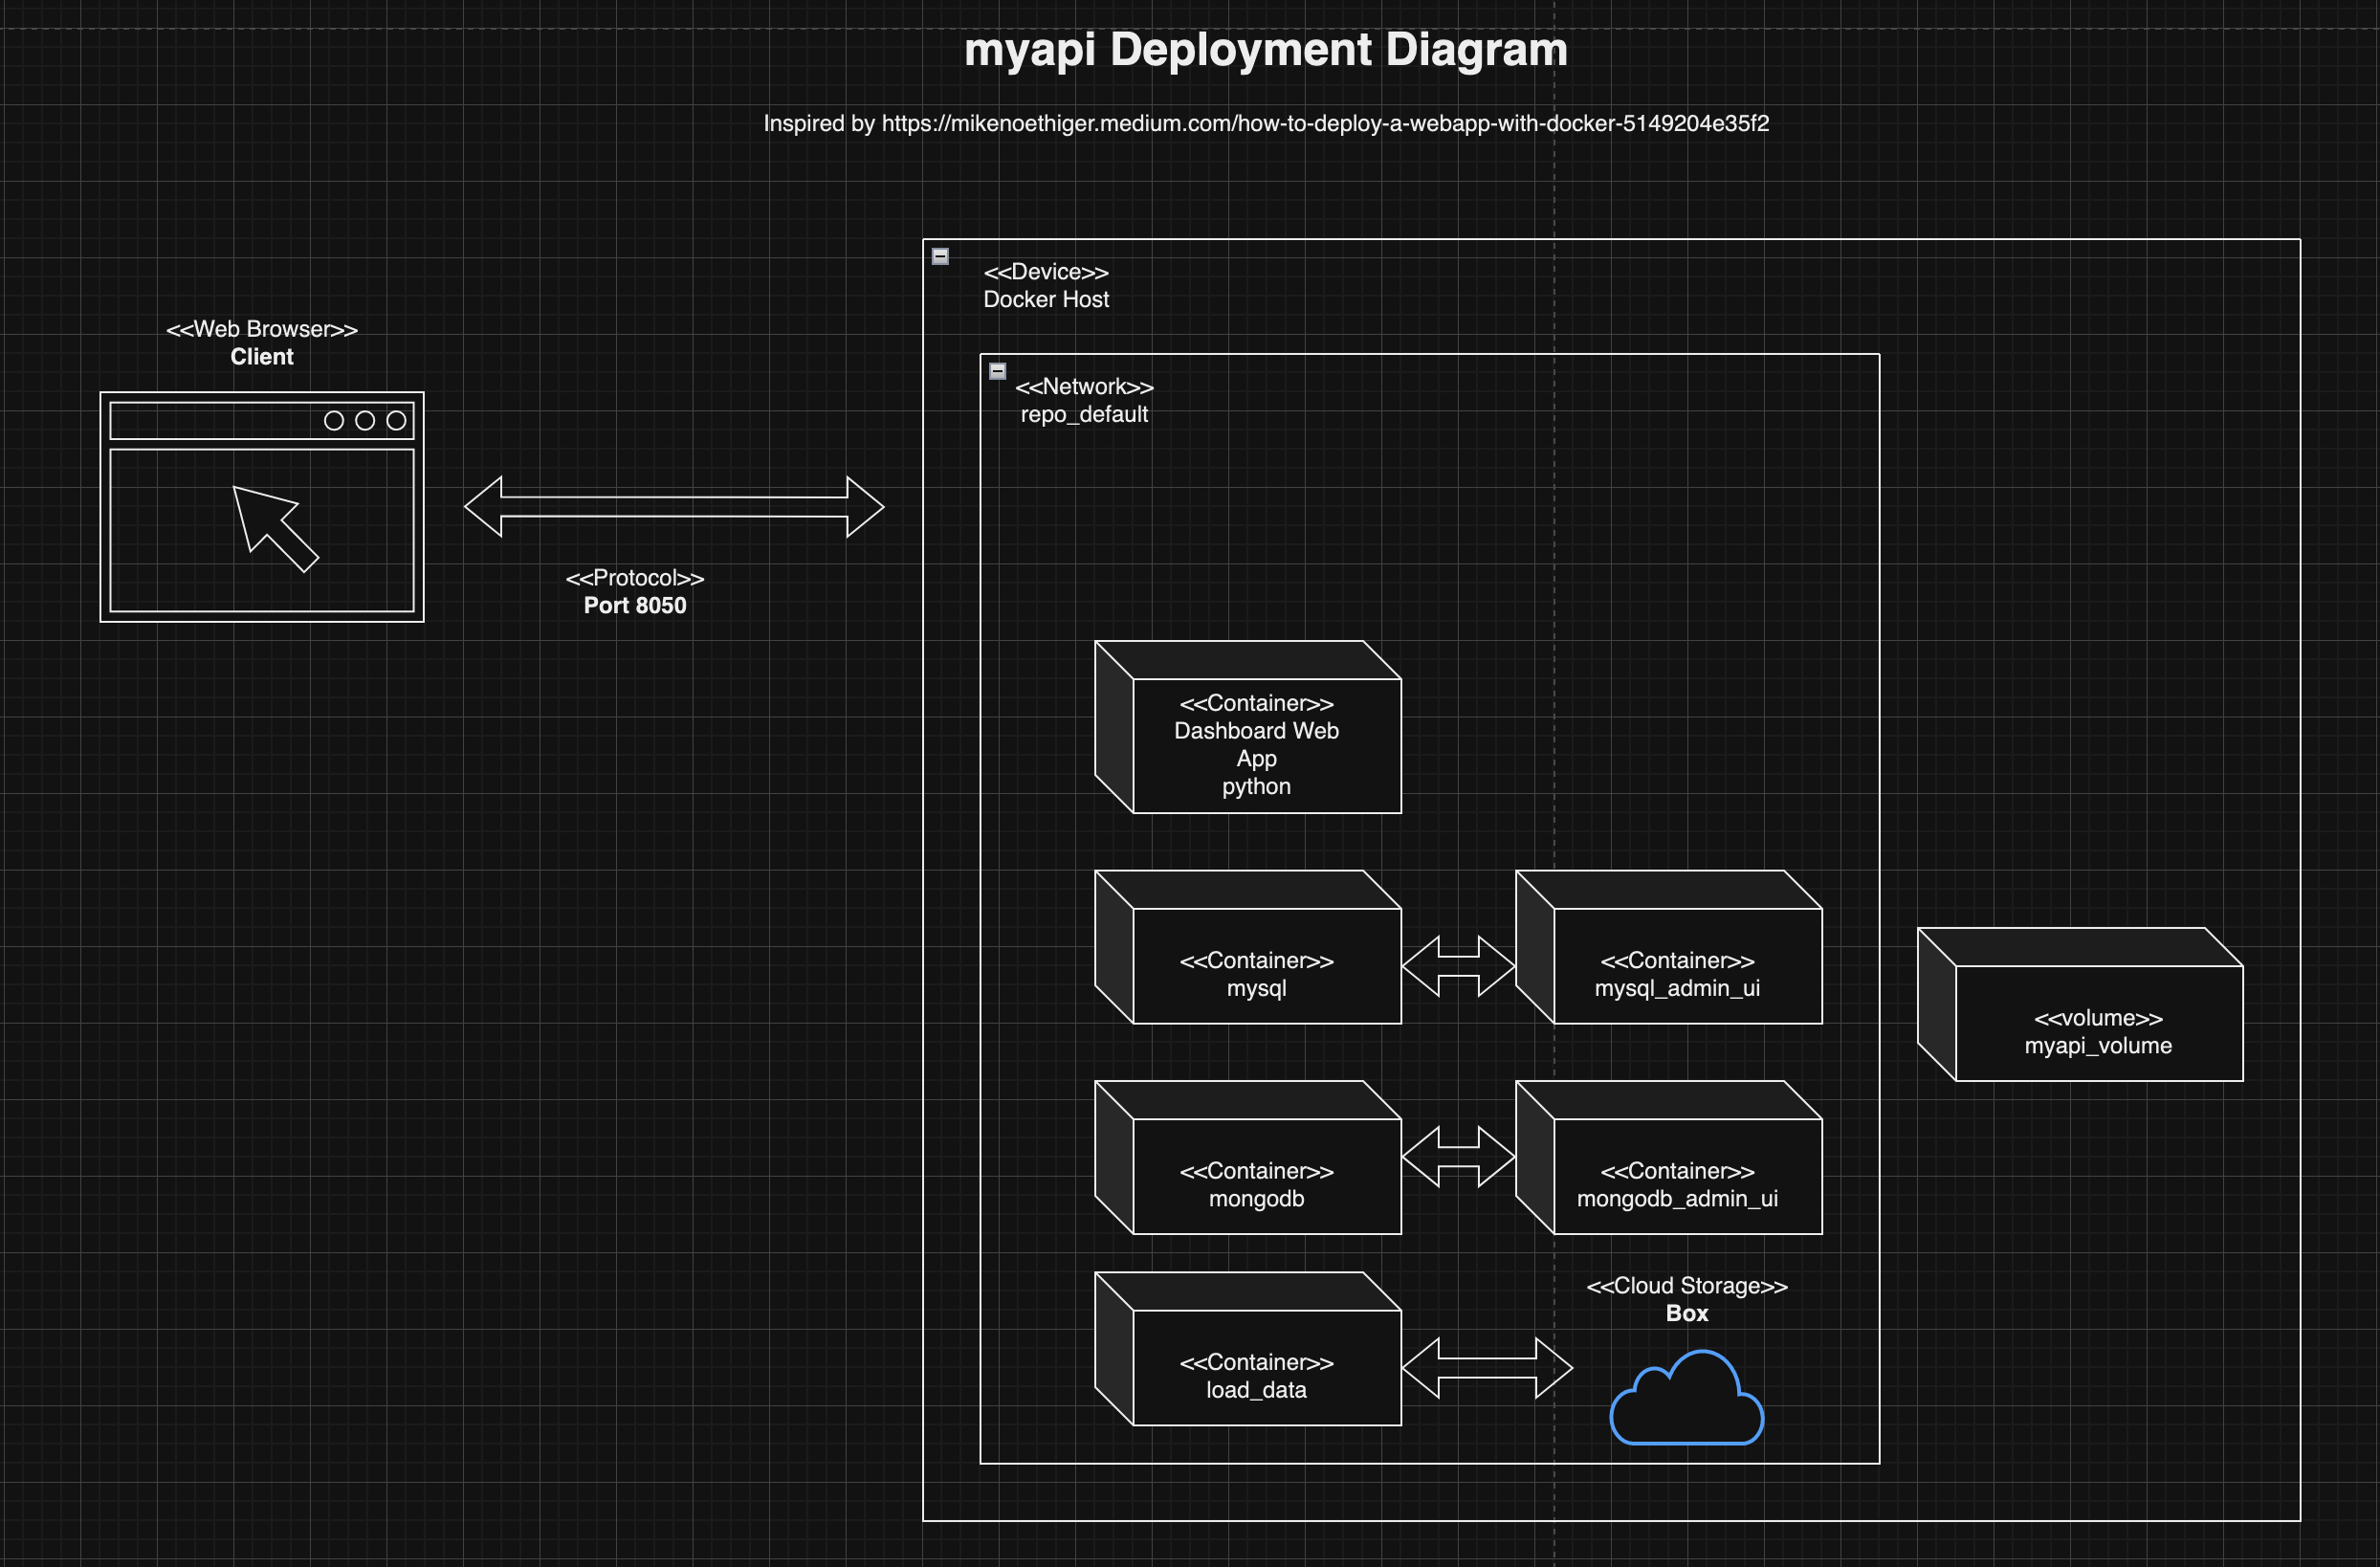 myapi Deployment Diagram
Inspired by https://mikenoethiger.medium.com/how-to-deploy-a-webapp-with-docker-5149204e35f2
<<Device>>
Docker Host
<<Web Browser>>
Client
<<Network>>
repo_default
<<Protocol>>
Port 8050
<<Container>>
Dashboard Web
App
python
<<Container>>
mysql
<<Container>>
mysql_admin_ui
<<volume>>
myapi_volume
<<Container>>
mongodb
<<Container>>
mongodb_admin_ui
<<Container>>
load_data
<<Cloud Storage>>
Box